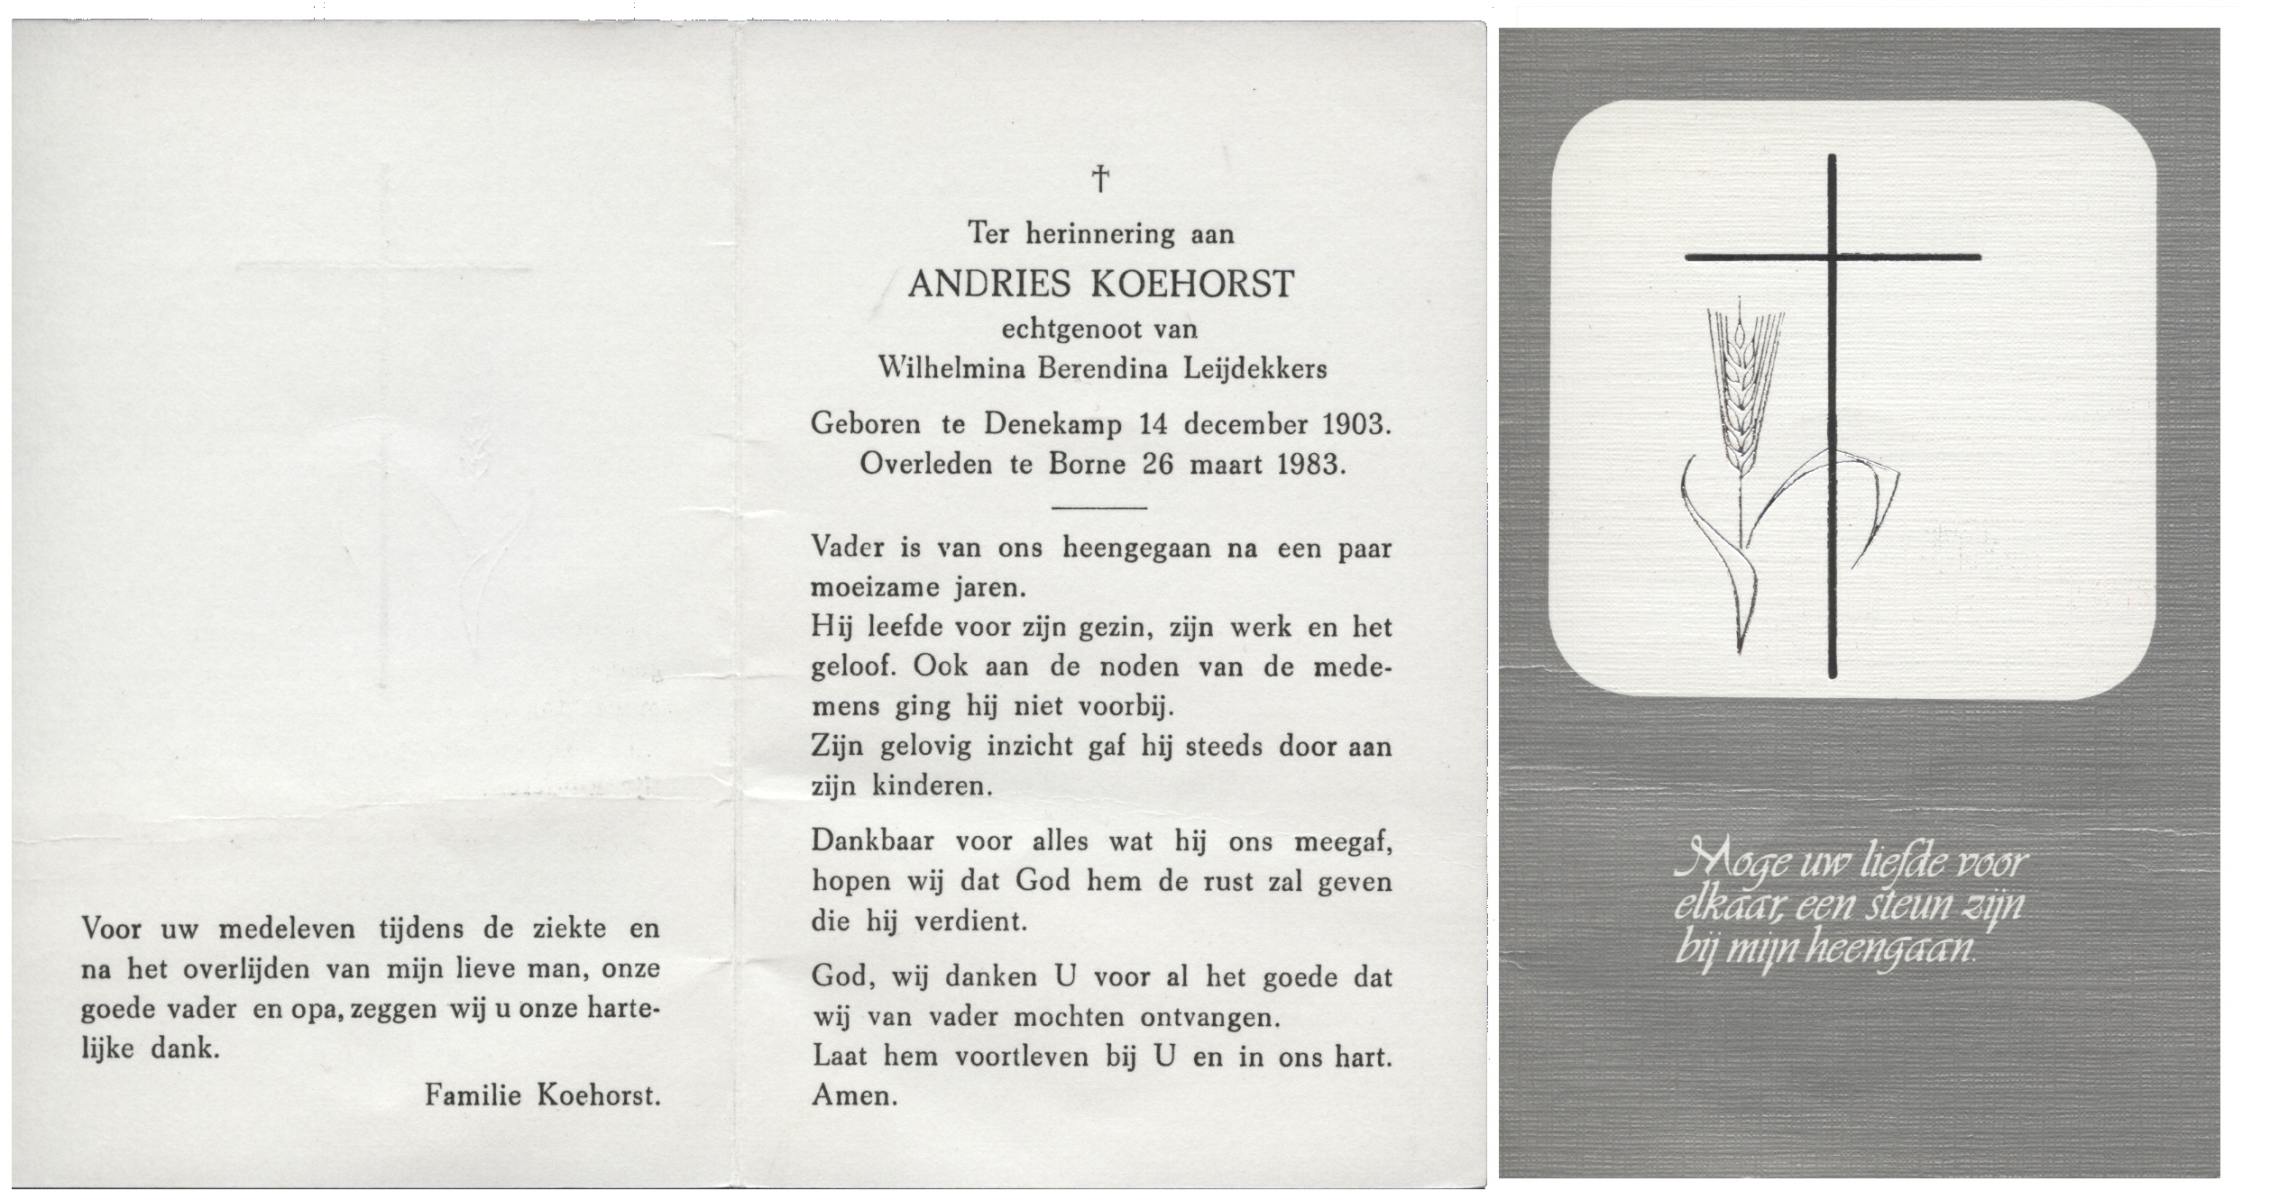 Voor uw medeleven tijdens de ziekte en
na het overlijden van mijn lieve man, onze
goede vader en opa, zeggen wij u onze harte-
lijke dank.
Familie Koehorst.
†
Ter herinnering aan
ANDRIES KOEHORST
echtgenoot van
Wilhelmina Berendina Leijdekkers
Geboren te Denekamp 14 december 1903.
Overleden te Borne 26 maart 1983.
Vader is van ons heengegaan na een paar
moeizame jaren.
Hij leefde voor zijn gezin, zijn werk en het
geloof. Ook aan de noden van de mede-
mens ging hij niet voorbij.
Zijn gelovig inzicht gaf hij steeds door aan
zijn kinderen.
Dankbaar voor alles wat hij ons meegaf,
hopen wij dat God hem de rust zal geven
die hij verdient.
God, wij danken U voor al het goede dat
wij van vader mochten ontvangen.
Laat hem voortleven bij U en in ons hart.
Amen.
Moge uw liefde voor
elkaar, een steun zijn
bij mijn heengaan.